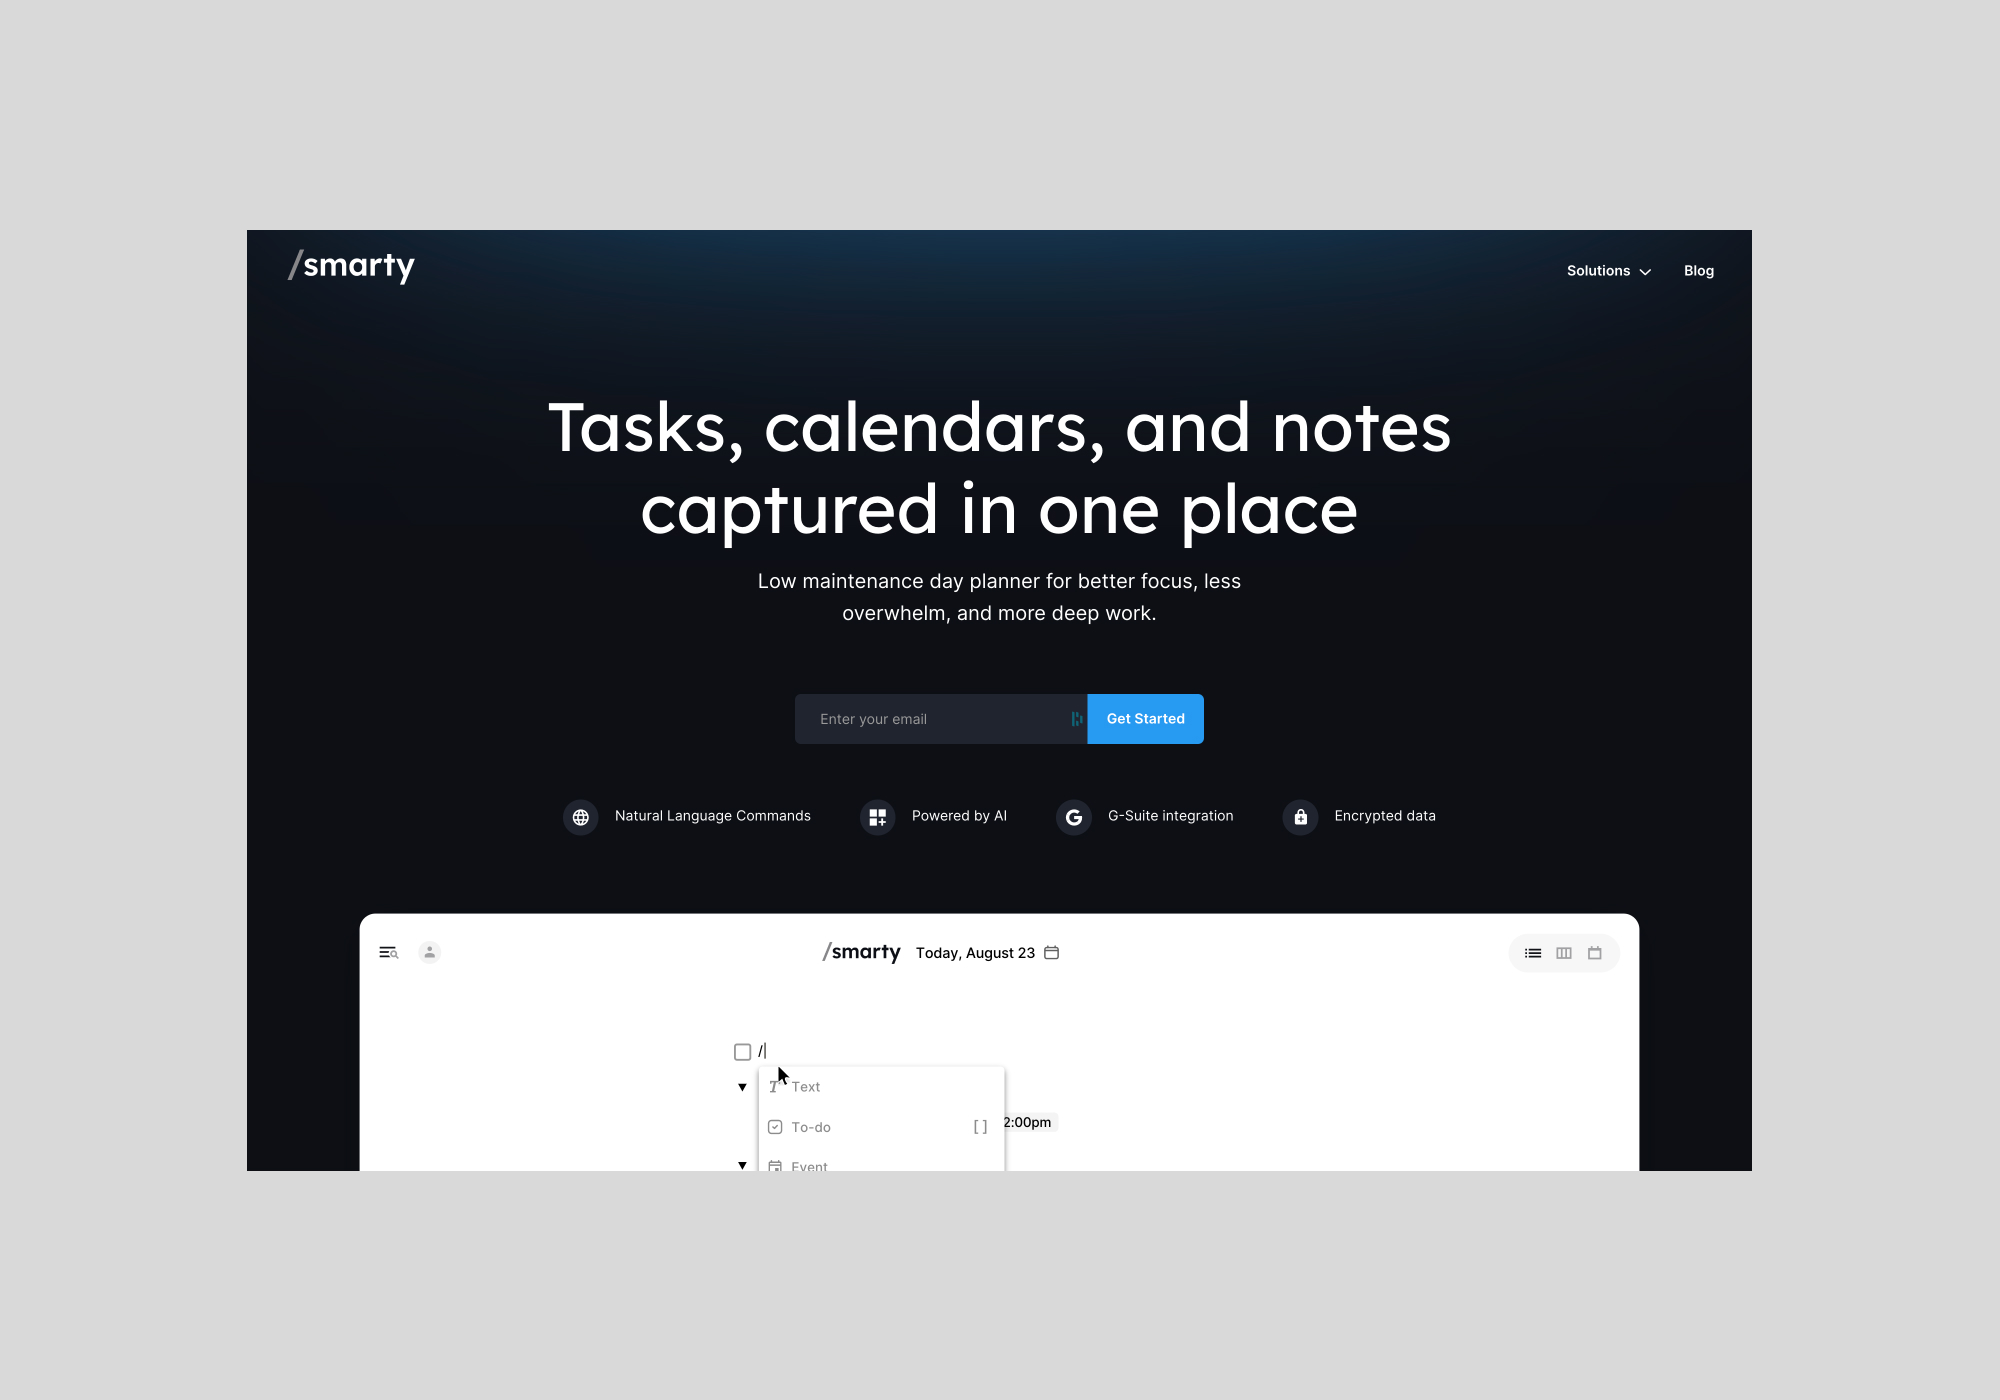 /smarty
Solutions
Blog
Tasks, calendars, and notes
captured in one place
Low maintenance day planner for better focus, less
overwhelm, and more deep work.
Enter your email
Get Started
Natural Language Commands
Powered by AI
G-Suite integration
Encrypted data
/smarty Today, August 23
/
Text
2:00pm
To-do []
Event